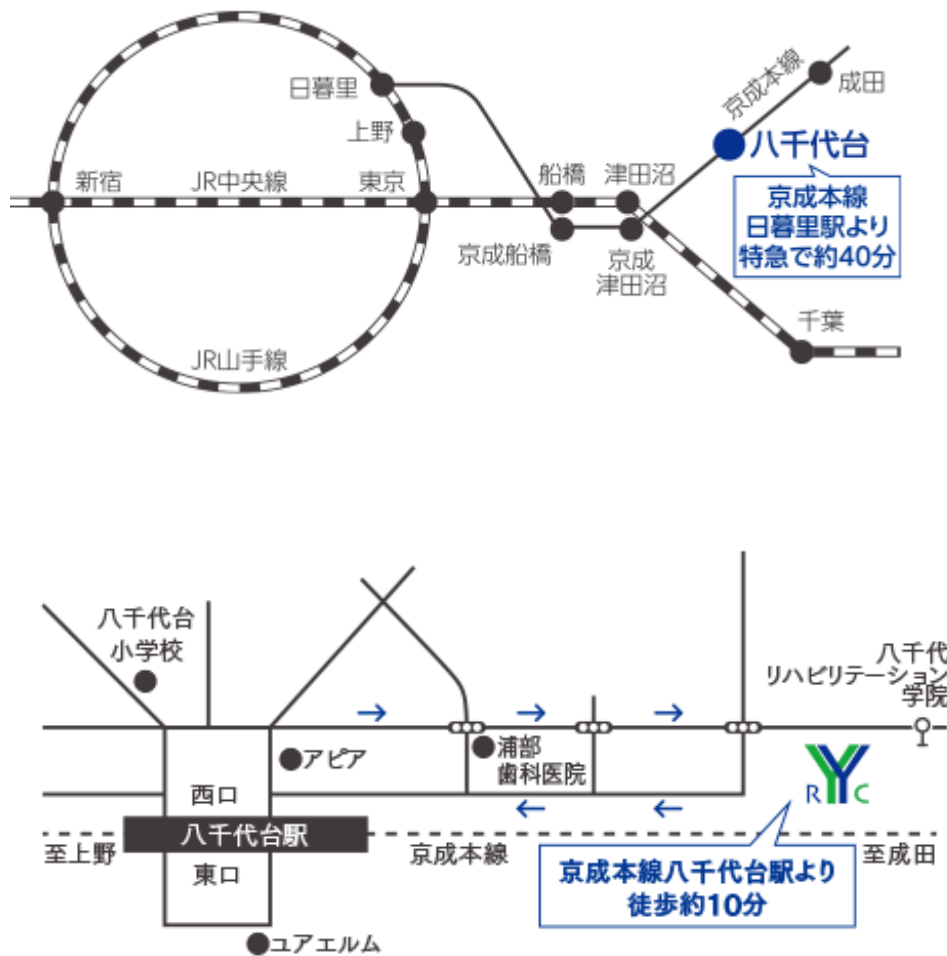 日暮里
上野
新宿
JR中央線
東京
船橋
津田沼
京成本線
成田
八千代台
京成本線
日暮里駅より
特急で約40分
京成船橋
京成
津田沼
千葉
JR山手線
八千代台
小学校
八千代
リハビリテーション
学院
→
→
→
アピア
浦部
歯科医院
R Y C
西口
←
←
八千代台駅
至上野
京成本線
至成田
東口
京成本線八千代台駅より
徒歩約10分
ユアエルム